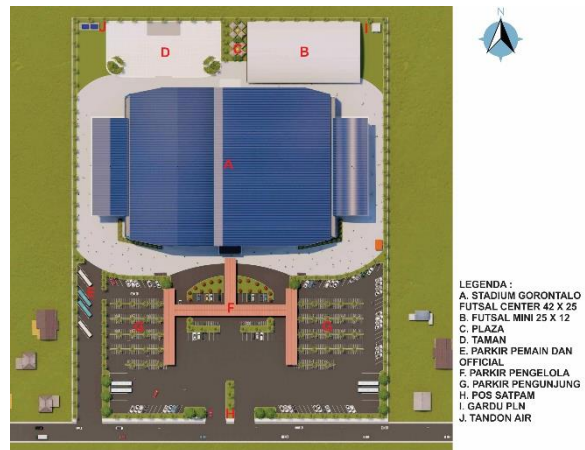 N
J
D
C
B
I
A
E
F
G
G
H
LEGENDA :
A. STADIUM GORONTALO
FUTSAL CENTER 42 X 25
B. FUTSAL MINI 25 X 12
C. PLAZA
D. TAMAN
E. PARKIR PEMAIN DAN
OFFICIAL
F. PARKIR PENGELOLA
G. PARKIR PENGUNJUNG
H. POS SATPAM
I. GARDU PLN
J. TANDON AIR